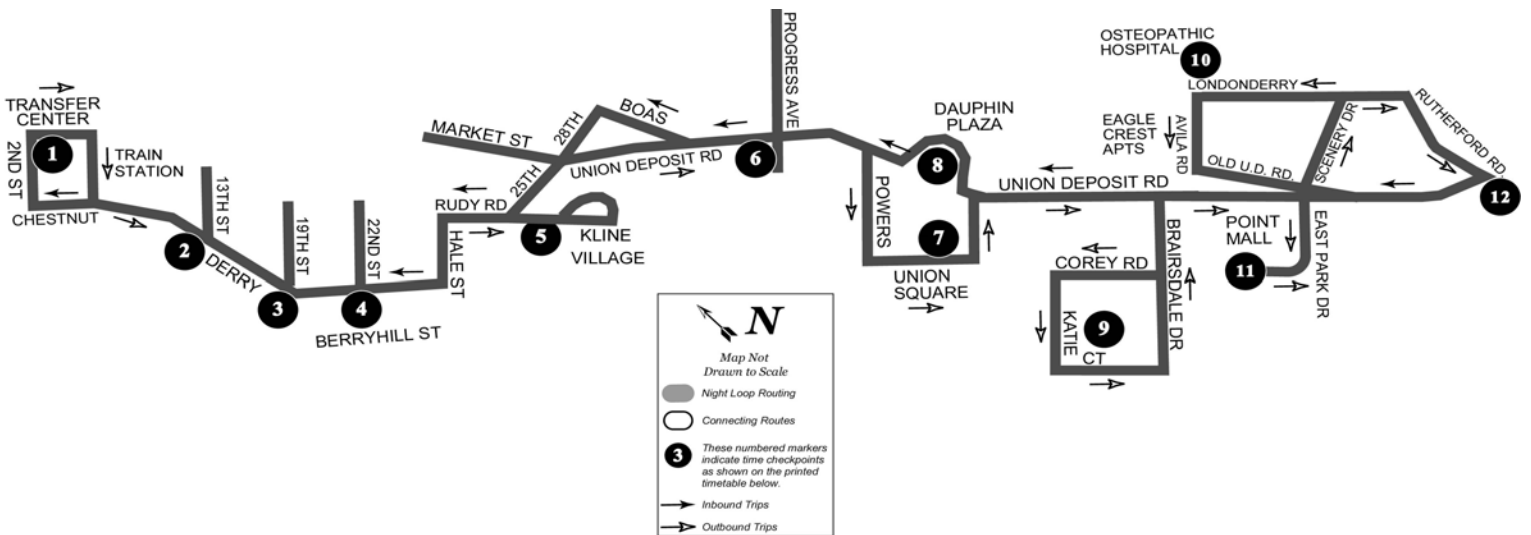 TRANSFER
CENTER
1
2ND ST
TRAIN
STATION
CHESTNUT
13TH ST
2
DERRY
19TH ST
3
22ND ST
4
BERRYHILL ST
HALE ST
RUDY RD
5
KLINE
VILLAGE
25TH
MARKET ST
28TH
BOAS
UNION DEPOSIT RD
PROGRESS AVE
6
DAUPHIN
PLAZA
8
POWERS
7
UNION
SQUARE
UNION DEPOSIT RD
COREY RD
KATIE
CT
9
BRAIRSDALE DR
OSTEOPATHIC
HOSPITAL
10
LONDONDERRY
EAGLE
CREST
APTS
AVILA RD
OLD U.D. RD.
SCENERY DR
RUTHERFORD RD.
12
POINT
MALL
11
EAST PARK DR
N
Map Not
Drawn to Scale
Night Loop Routing
Connecting Routes
3
These numbered markers
indicate time checkpoints
as shown on the printed
timetable below.
Inbound Trips
Outbound Trips